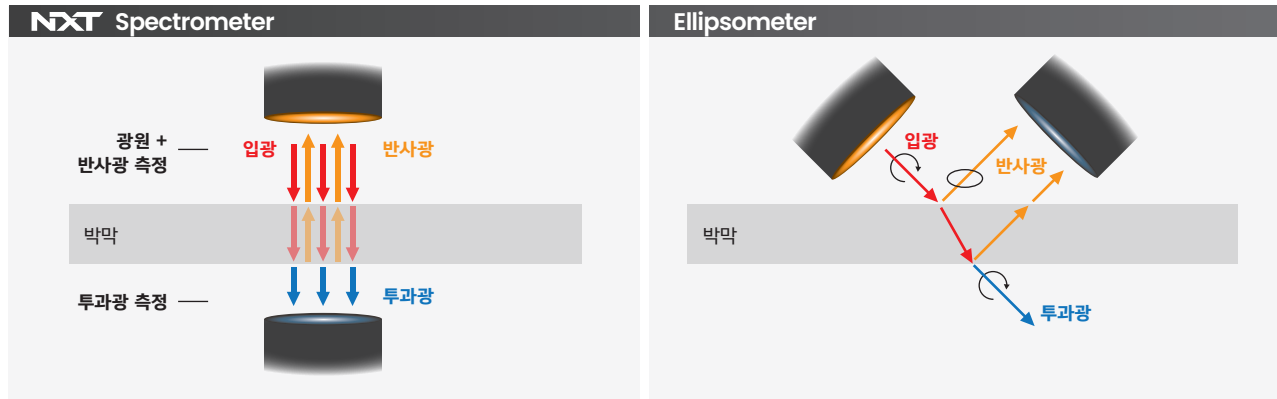 NXT Spectrometer
광원 +
반사광 측정
입광
반사광
박막
투과광 측정
투과광
Ellipsometer
입광
반사광
박막
투과광